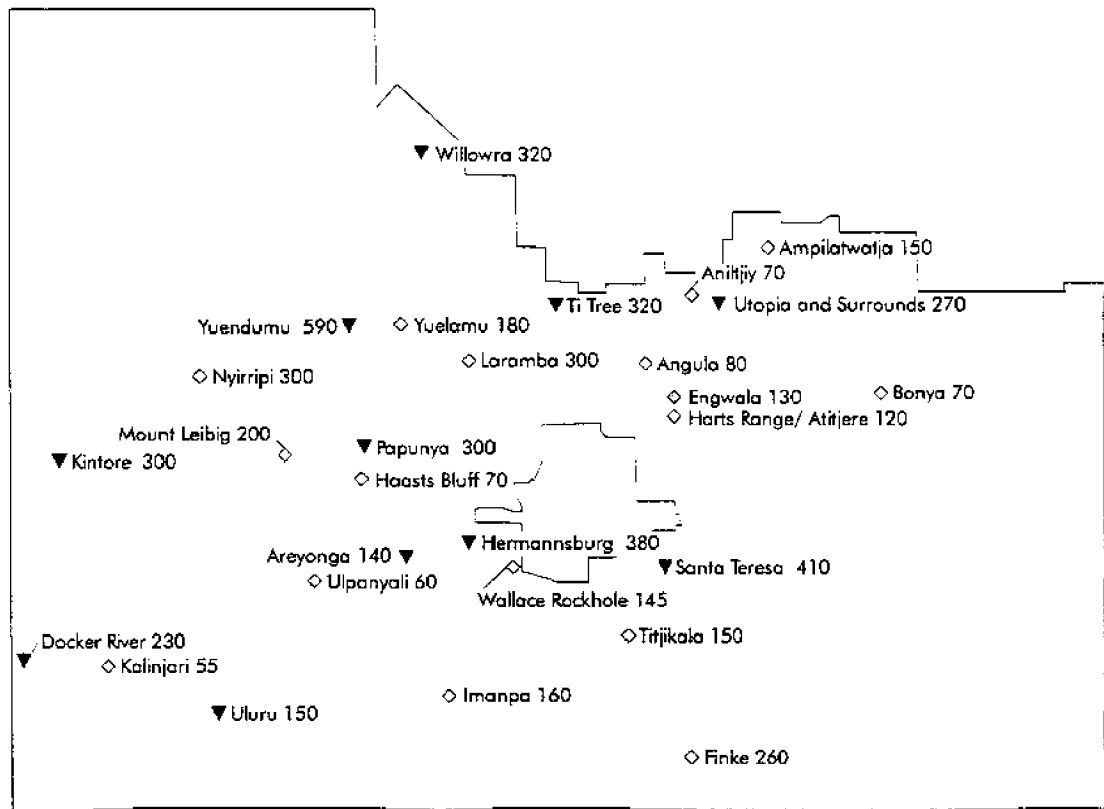 Willowra 320
Ampilatwatja 150
Aniltjiy 70
Ti Tree 320
Utopia and Surrounds 270
Yuendumu 590
Yuelamu 180
Laramba 300
Angula 80
Nyirripi 300
Engwala 130
Bonya 70
Harts Range/ Atitjere 120
Mount Leibig 200
Papunya 300
Kintore 300
Haasts Bluff 70
Hermannsburg 380
Areyonga 140
Santa Teresa 410
Ulpanyali 60
Wallace Rockhole 145
Titjikala 150
Docker River 230
Kalinjari 55
Imanpa 160
Uluru 150
Finke 260